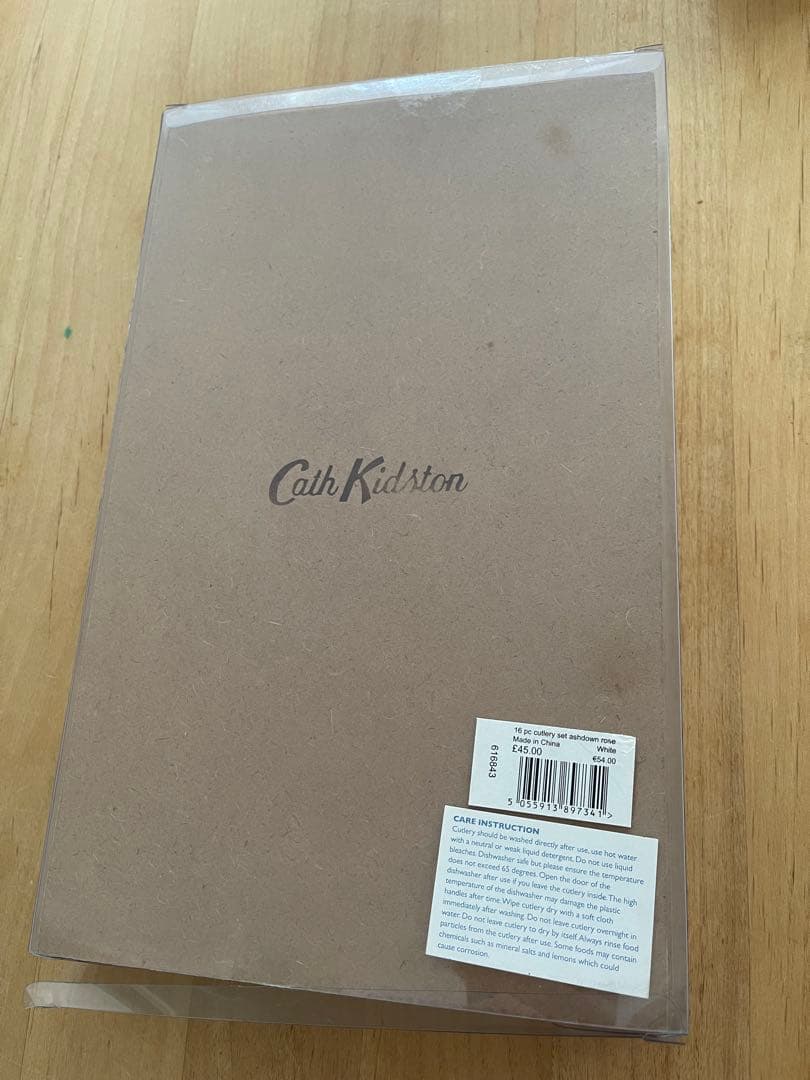 Cath Kidston
16 pc cutlery set ashdown rose
Made in China White
£45.00 €54.00
616843
5 055913 897341 >
CARE INSTRUCTION
Cutlery should be washed directly after use, use hot water
with a neutral or weak liquid detergent. Do not use liquid
bleaches. Dishwasher safe but please ensure the temperature
does not exceed 65 degrees. Open the door of the
dishwasher after use if you leave the cutlery inside. The high
temperature of the dishwasher may damage the plastic
handles after time. Wipe cutlery dry with a soft cloth
immediately after washing. Do not leave cutlery overnight in
water. Do not leave cutlery to dry by itself. Always rinse food
particles from the cutlery after use. Some foods may contain
chemicals such as mineral salts and lemons which could
cause corrosion.